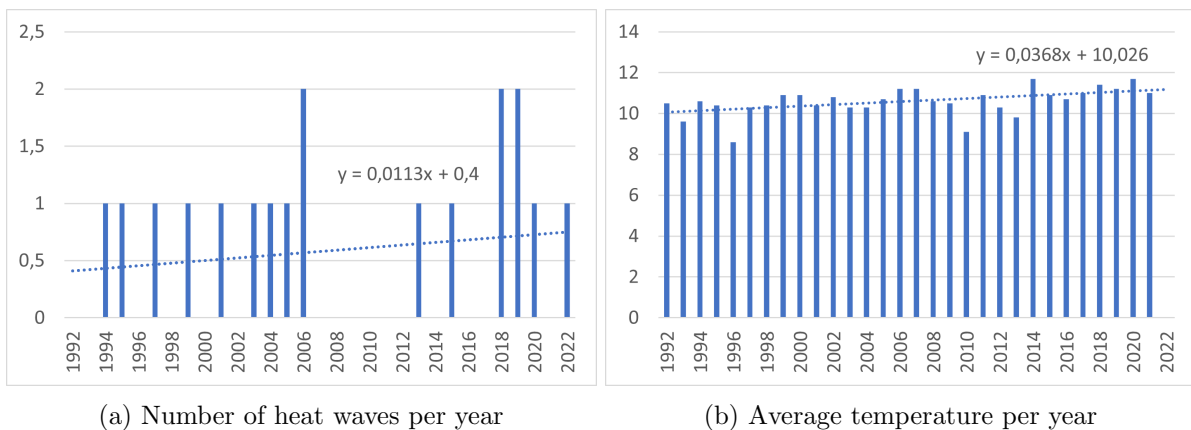 2,5
2
1,5
1
0,5
0
y = 0,0113x + 0,4
1992 1994 1995 1996 1998 2000 2002 2004 2006 2008 2010 2012 2014 2016 2018 2020 2022
(a) Number of heat waves per year
14
12
10
8
6
4
2
0
y = 0,0368x + 10,026
1992 1994 1996 1998 2000 2002 2004 2006 2008 2010 2012 2014 2016 2018 2020 2022
(b) Average temperature per year